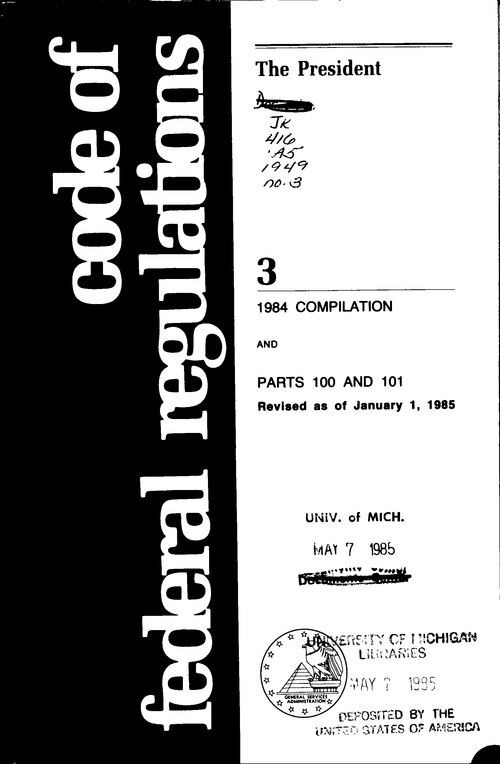 code of
federal regulations
The President
JK
416
.A5
1949
no.3
3
1984 COMPILATION
AND
PARTS 100 AND 101
Revised as of January 1, 1985
UNIV. of MICH.
MAY 7 1985
Documents Center
UNIVERSITY OF MICHIGAN
LIBRARIES
MAY 7 1985
DEPOSITED BY THE
UNITED STATES OF AMERICA
GENERAL SERVICES
ADMINISTRATION